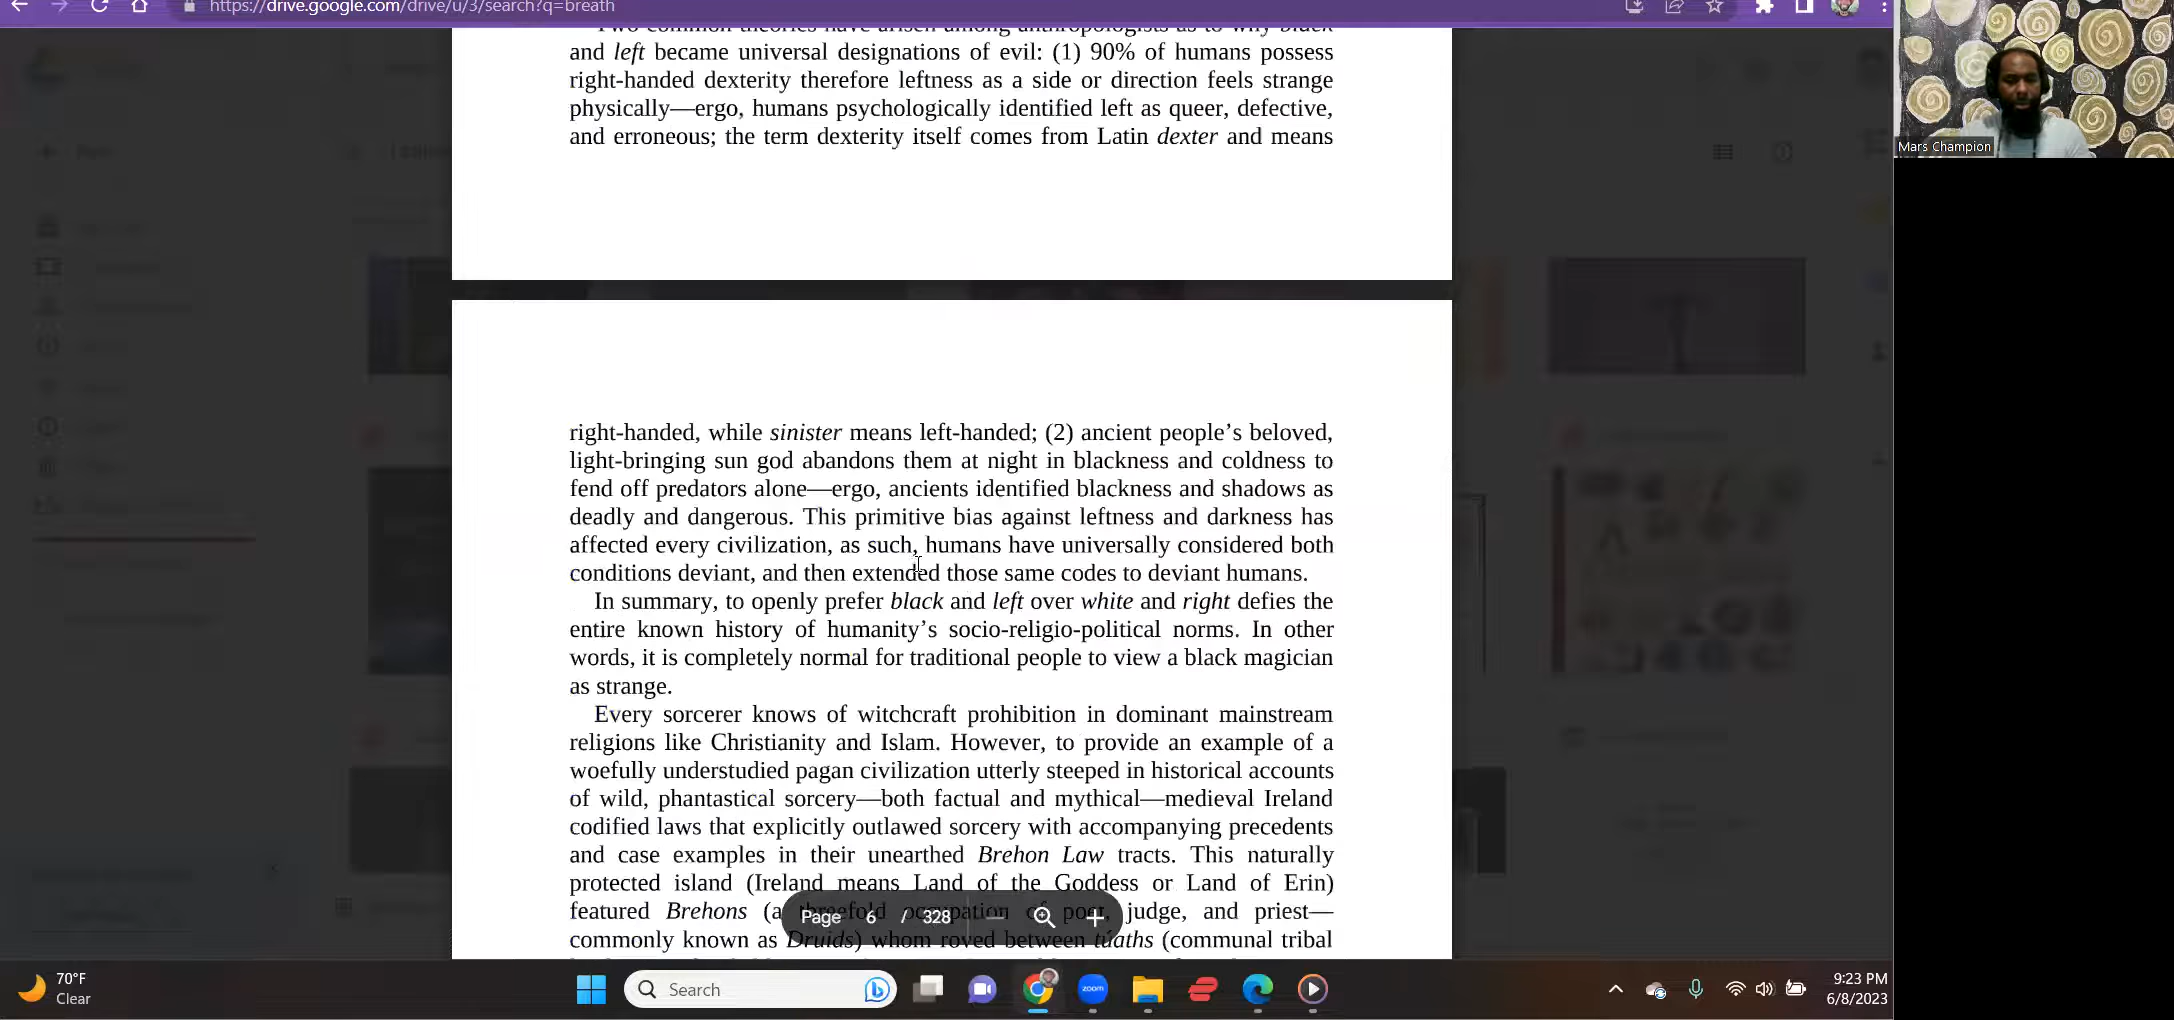 https://drive.google.com/drive/u/3/search?q=breath
and left became universal designations of evil: (1) 90% of humans possess
right-handed dexterity therefore leftness as a side or direction feels strange
physically—ergo, humans psychologically identified left as queer, defective,
and erroneous; the term dexterity itself comes from Latin dexter and means
Mars Champion
right-handed, while sinister means left-handed; (2) ancient people's beloved,
light-bringing sun god abandons them at night in blackness and coldness to
fend off predators alone—ergo, ancients identified blackness and shadows as
deadly and dangerous. This primitive bias against leftness and darkness has
affected every civilization, as such, humans have universally considered both
conditions deviant, and then extended those same codes to deviant humans.
In summary, to openly prefer black and left over white and right defies the
entire known history of humanity's socio-religio-political norms. In other
words, it is completely normal for traditional people to view a black magician
as strange.
Every sorcerer knows of witchcraft prohibition in dominant mainstream
religions like Christianity and Islam. However, to provide an example of a
woefully understudied pagan civilization utterly steeped in historical accounts
of wild, phantastical sorcery—both factual and mythical—medieval Ireland
codified laws that explicitly outlawed sorcery with accompanying precedents
and case examples in their unearthed Brehon Law tracts. This naturally
protected island (Ireland means Land of the Goddess or Land of Erin)
featured Brehons (a threefold occupation of poet, judge, and priest—
commonly known as Druids) whom roved between túaths (communal tribal
Page 6 / 328
70°F
Clear
Search
zoom
9:23 PM
6/8/2023